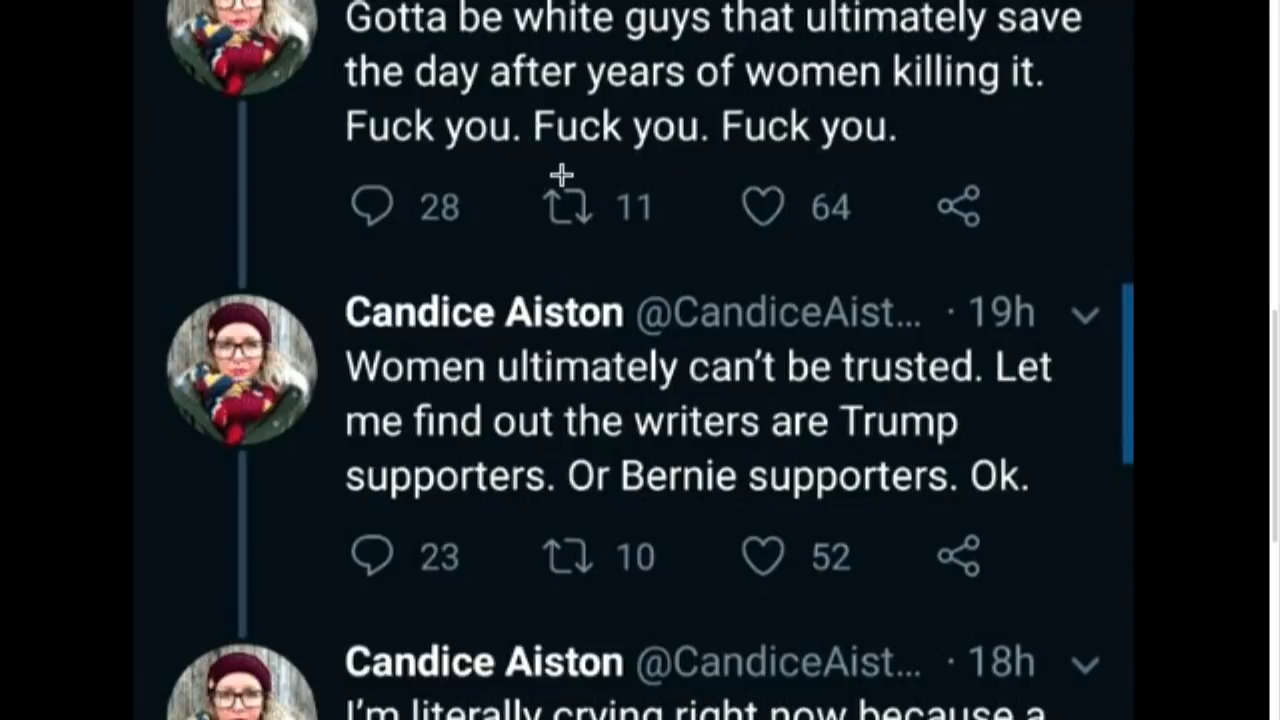 Gotta be white guys that ultimately save
the day after years of women killing it.
Fuck you. Fuck you. Fuck you.
28 11 64
Candice Aiston @CandiceAist... · 19h
Women ultimately can’t be trusted. Let
me find out the writers are Trump
supporters. Or Bernie supporters. Ok.
23 10 52
Candice Aiston @CandiceAist... · 18h
I’m literally crying right now because a